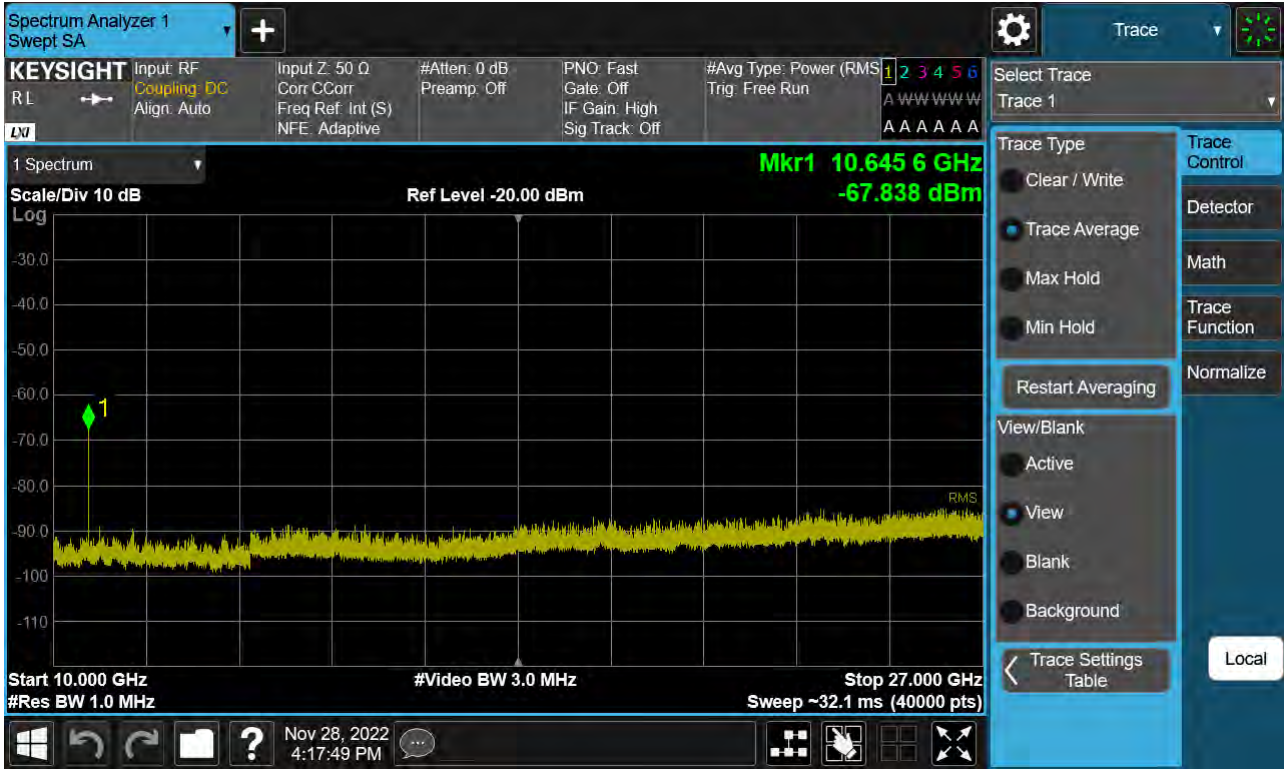 Spectrum Analyzer 1
Swept SA
Trace
KEYSIGHT
R L
LXI
Input: RF
Coupling: DC
Align: Auto
Input Z: 50 Ω
Corr CCorr
Freq Ref: Int (S)
NFE: Adaptive
#Atten: 0 dB
Preamp: Off
PNO: Fast
Gate: Off
IF Gain: High
Sig Track: Off
#Avg Type: Power (RMS
Trig: Free Run
1 2 3 4 5 6
A W W W W W
A A A A A A
Select Trace
Trace 1
1 Spectrum
Scale/Div 10 dB
Ref Level -20.00 dBm
Mkr1 10.645 6 GHz
-67.838 dBm
Log
-30.0
-40.0
-50.0
-60.0
-70.0
-80.0
-90.0
-100
-110
1
RMS
Start 10.000 GHz
#Res BW 1.0 MHz
#Video BW 3.0 MHz
Stop 27.000 GHz
Sweep ~32.1 ms (40000 pts)
Trace Type
Clear / Write
Trace Average
Max Hold
Min Hold
Restart Averaging
View/Blank
Active
View
Blank
Background
Trace Settings
Table
Trace
Control
Detector
Math
Trace
Function
Normalize
Local
?
Nov 28, 2022
4:17:49 PM